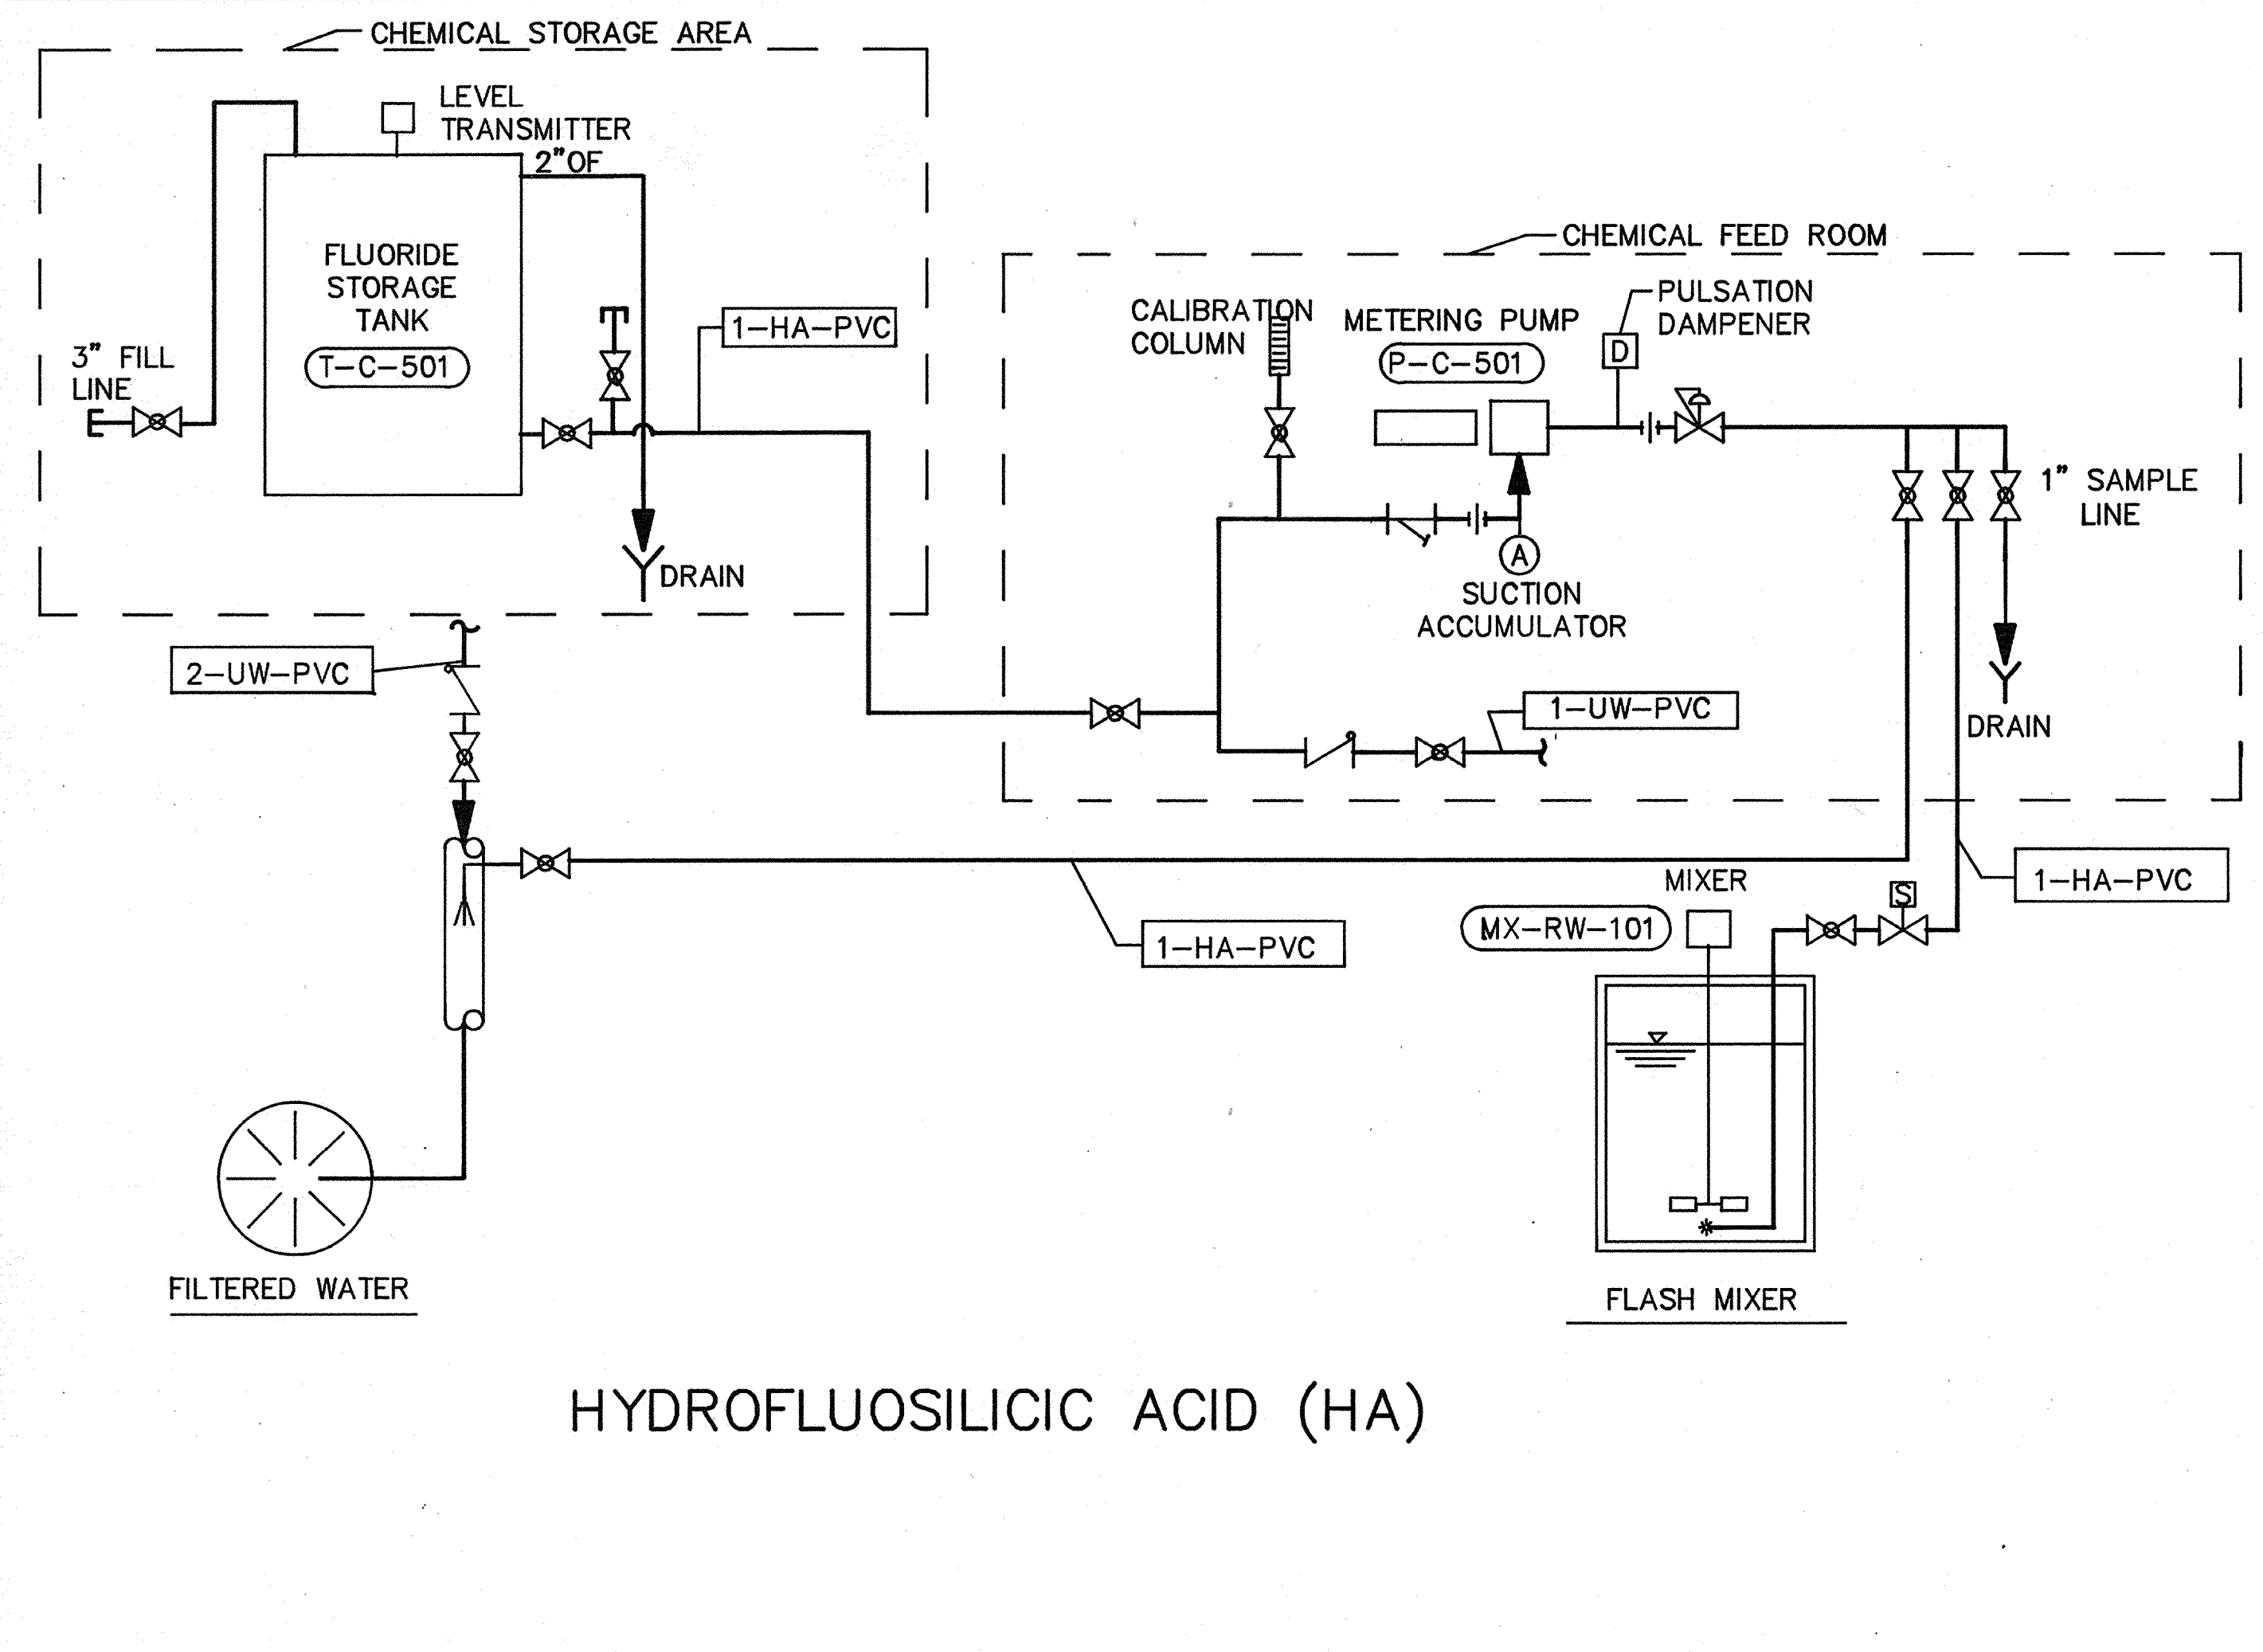 CHEMICAL STORAGE AREA
LEVEL
TRANSMITTER
2"OF
FLUORIDE
STORAGE
TANK
T-C-501
3" FILL
LINE
1-HA-PVC
DRAIN
CHEMICAL FEED ROOM
CALIBRATION
COLUMN
METERING PUMP
P-C-501
PULSATION
DAMPENER
D
1" SAMPLE
LINE
A
SUCTION
ACCUMULATOR
DRAIN
2-UW-PVC
1-UW-PVC
1-HA-PVC
MIXER
MX-RW-101
S
1-HA-PVC
FILTERED WATER
FLASH MIXER
HYDROFLUOSILICIC ACID (HA)